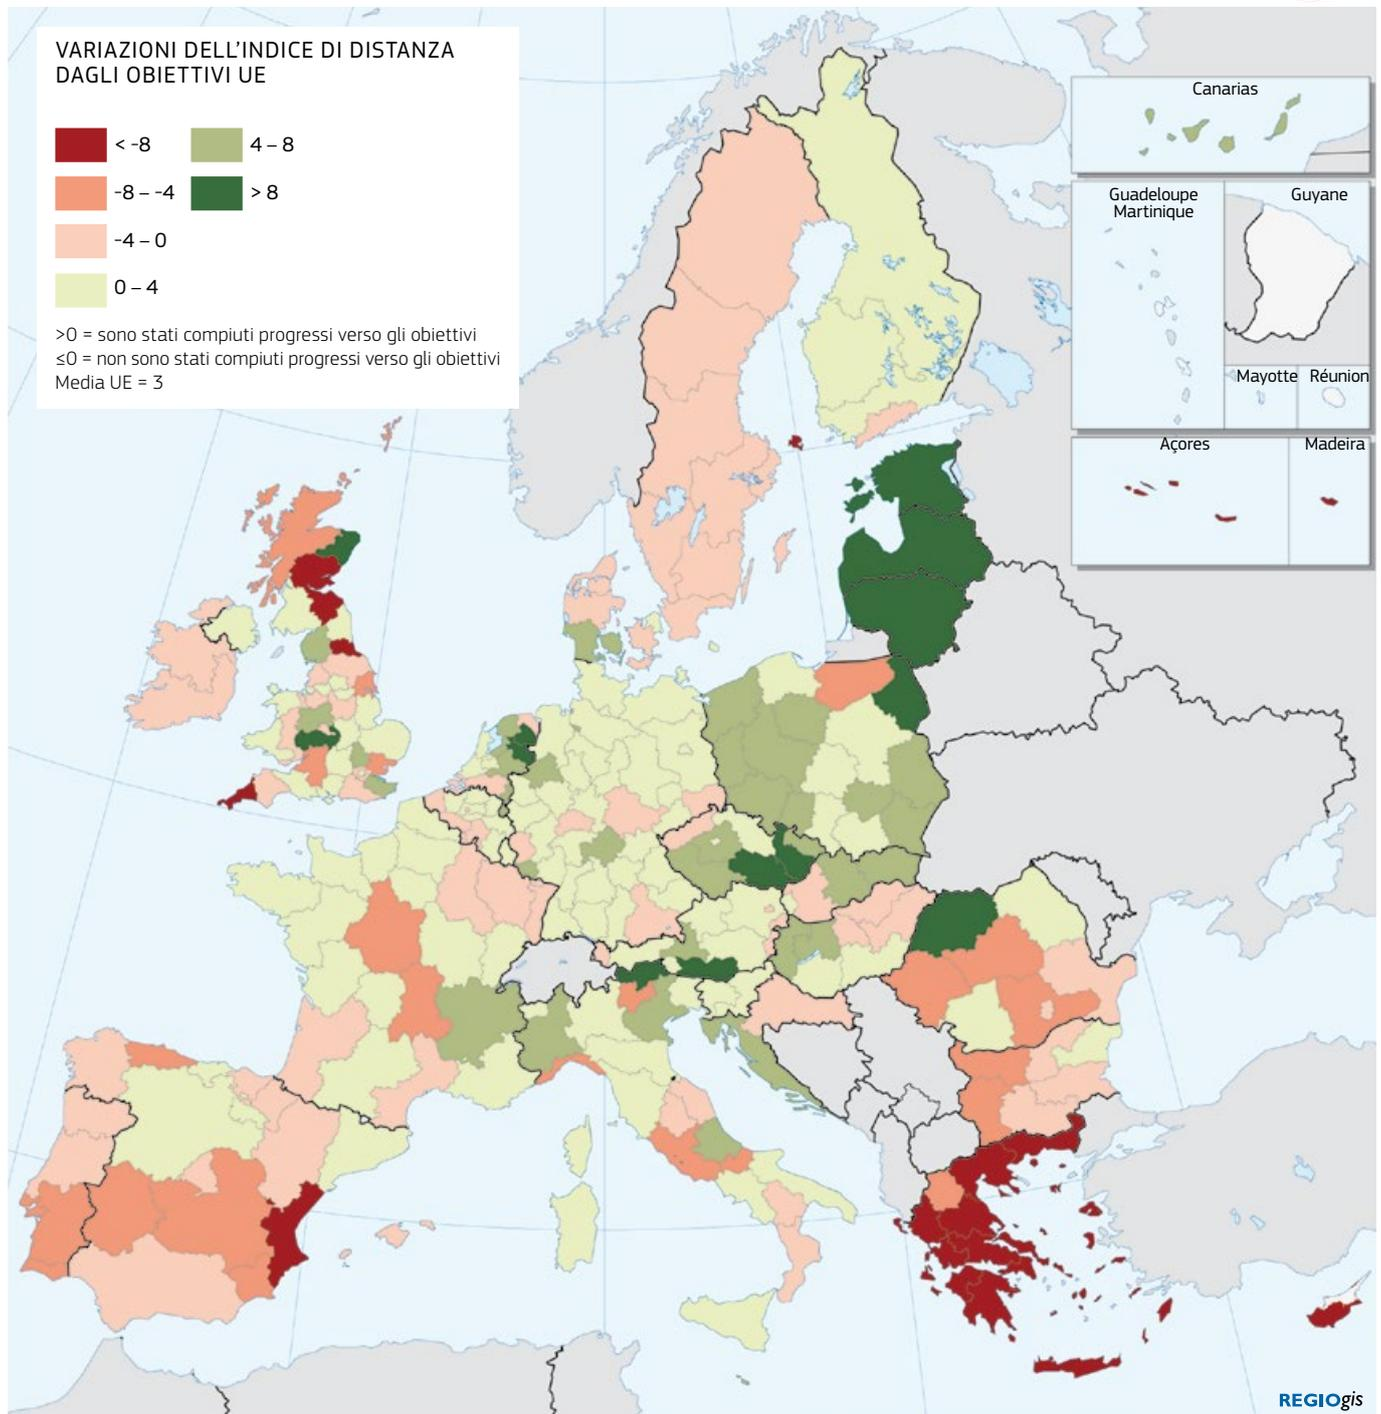 VARIAZIONI DELL'INDICE DI DISTANZA
DAGLI OBIETTIVI UE
< -8
4 – 8
-8 – -4
> 8
-4 – 0
0 – 4
>0 = sono stati compiuti progressi verso gli obiettivi
≤0 = non sono stati compiuti progressi verso gli obiettivi
Media UE = 3
Canarias
Guadeloupe
Martinique
Guyane
Mayotte
Réunion
Açores
Madeira
REGIOgis